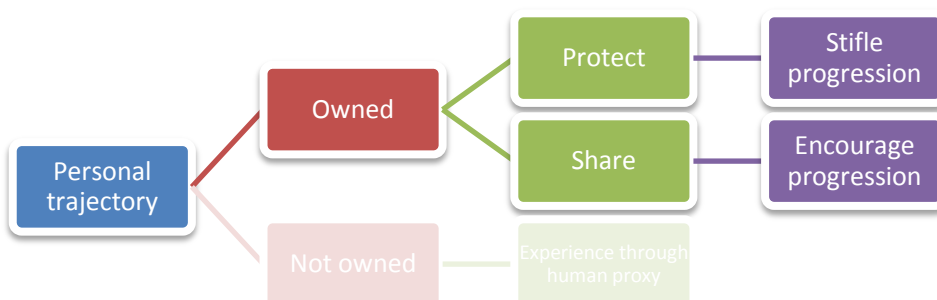 Personal
trajectory
Owned
Protect
Stifle
progression
Share
Encourage
progression
Not owned
Experience through
human proxy